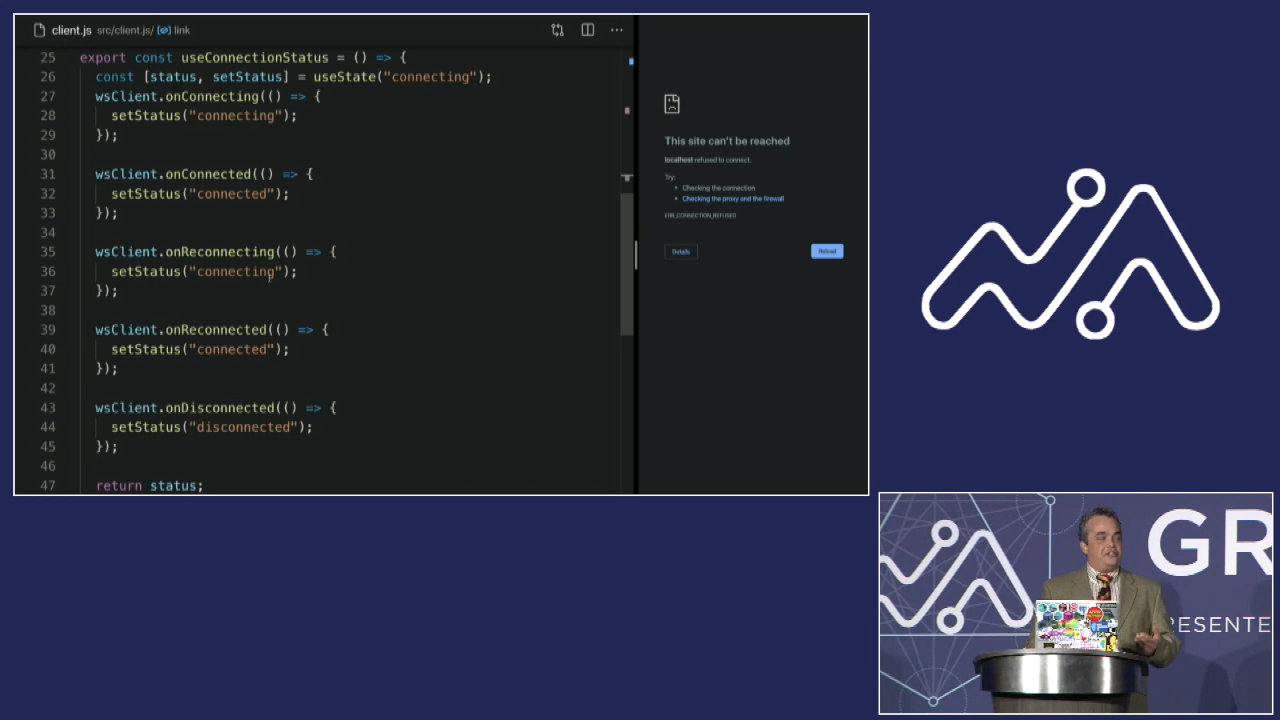 client.js src/client.js/ link
25 export const useConnectionStatus = () => {
26 const [status, setStatus] = useState("connecting");
27 wsClient.onConnecting(() => {
28 setStatus("connecting");
29 });
30
31 wsClient.onConnected(() => {
32 setStatus("connected");
33 });
34
35 wsClient.onReconnecting(() => {
36 setStatus("connecting");
37 });
38
39 wsClient.onReconnected(() => {
40 setStatus("connected");
41 });
42
43 wsClient.onDisconnected(() => {
44 setStatus("disconnected");
45 });
46
47 return status;
This site can't be reached
localhost refused to connect.
Try:
• Checking the connection
• Checking the proxy and the firewall
ERR_CONNECTION_REFUSED
Details
Reload
GR
RESENTE